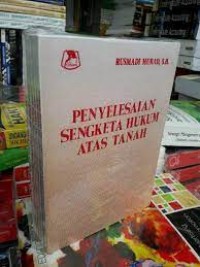 RUSMADI MURAD, S.H.
PENYELESAIAN
SENGKETA HUKUM
ATAS TANAH